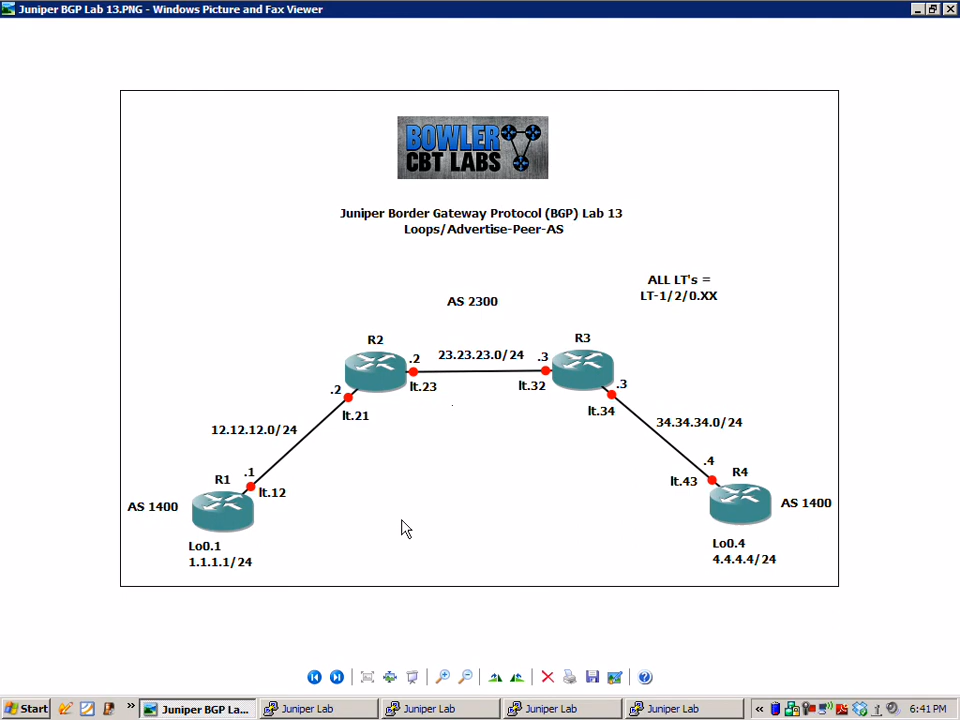 Juniper BGP Lab 13.PNG - Windows Picture and Fax Viewer
BOWLER
CBT LABS
Juniper Border Gateway Protocol (BGP) Lab 13
Loops/Advertise-Peer-AS
ALL LT's =
LT-1/2/0.XX
AS 2300
R2
R3
.2
23.23.23.0/24
.3
lt.23
lt.32
.2
.3
lt.21
lt.34
12.12.12.0/24
34.34.34.0/24
.1
.4
R1
R4
lt.12
lt.43
AS 1400
AS 1400
Lo0.1
1.1.1.1/24
Lo0.4
4.4.4.4/24
Start
Juniper BGP La...
Juniper Lab
Juniper Lab
Juniper Lab
Juniper Lab
6:41 PM